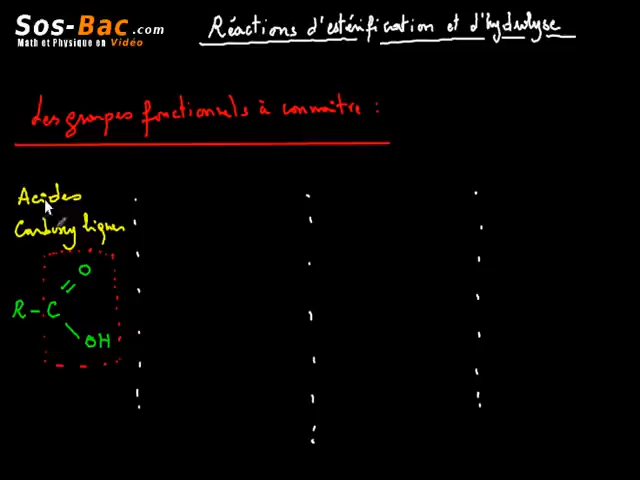 Sos-Bac.com
Math et Physique en Vidéo
Réactions d'estérification et d'hydrolyse
Les groupes fonctionnels à connaître :
Acides
Carboxyliques
O
R-C
OH